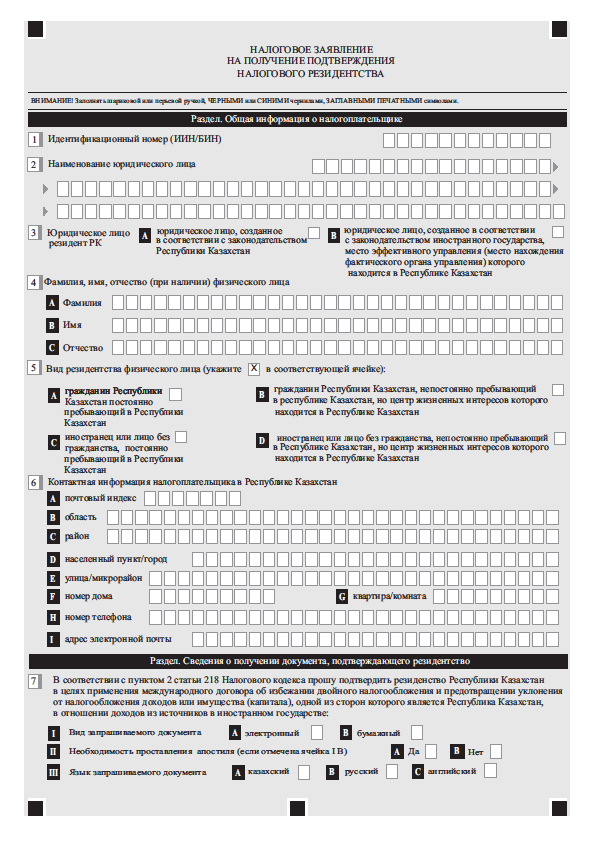 НАЛОГОВОЕ ЗАЯВЛЕНИЕ
НА ПОЛУЧЕНИЕ ПОДТВЕРЖДЕНИЯ
НАЛОГОВОГО РЕЗИДЕНТСТВА
ВНИМАНИЕ! Заполнять шариковой или перьевой ручкой, ЧЕРНЫМИ или СИНИМИ чернилами, ЗАГЛАВНЫМИ ПЕЧАТНЫМИ символами.
Раздел. Общая информация о налогоплательщике
1 Идентификационный номер (ИИН/БИН)
2 Наименование юридического лица
3 Юридическое лицо
резидент РК
A юридическое лицо, созданное
в соответствии с законодательством
Республики Казахстан
B юридическое лицо, созданное в соответствии
с законодательством иностранного государства,
место эффективного управления (место нахождения
фактического органа управления) которого
находится в Республике Казахстан
4 Фамилия, имя, отчество (при наличии) физического лица
A Фамилия
B Имя
C Отчество
5 Вид резидентства физического лица (укажите X в соответствующей ячейке):
A гражданин Республики
Казахстан постоянно
пребывающий в Республики
Казахстан
B гражданин Республики Казахстан, непостоянно пребывающий
в республике Казахстан, но центр жизненных интересов которого
находится в Республике Казахстан
C иностранец или лицо без
гражданства, постоянно
пребывающий в Республики
Казахстан
D иностранец или лицо без гражданства, непостоянно пребывающий
в Республике Казахстан, но центр жизненных интересов которого
находится в Республике Казахстан
6 Контактная информация налогоплательщика в Республике Казахстан
A почтовый индекс
B область
C район
D населенный пункт/город
E улица/микрорайон
F номер дома G квартира/комната
H номер телефона
I адрес электронной почты
Раздел. Сведения о получении документа, подтверждающего резидентство
7 В соответствии с пунктом 2 статьи 218 Налогового кодекса прошу подтвердить резидентство Республики Казахстан
в целях применения международного договора об избежании двойного налогообложения и предотвращении уклонения
от налогообложения доходов или имущества (капитала), одной из сторон которого является Республика Казахстан,
в отношении доходов из источников в иностранном государстве:
I Вид запрашиваемого документа A электронный B бумажный
II Необходимость проставления апостиля (если отмечена ячейка I B) A Да B Нет
III Язык запрашиваемого документа A казахский B русский C английский